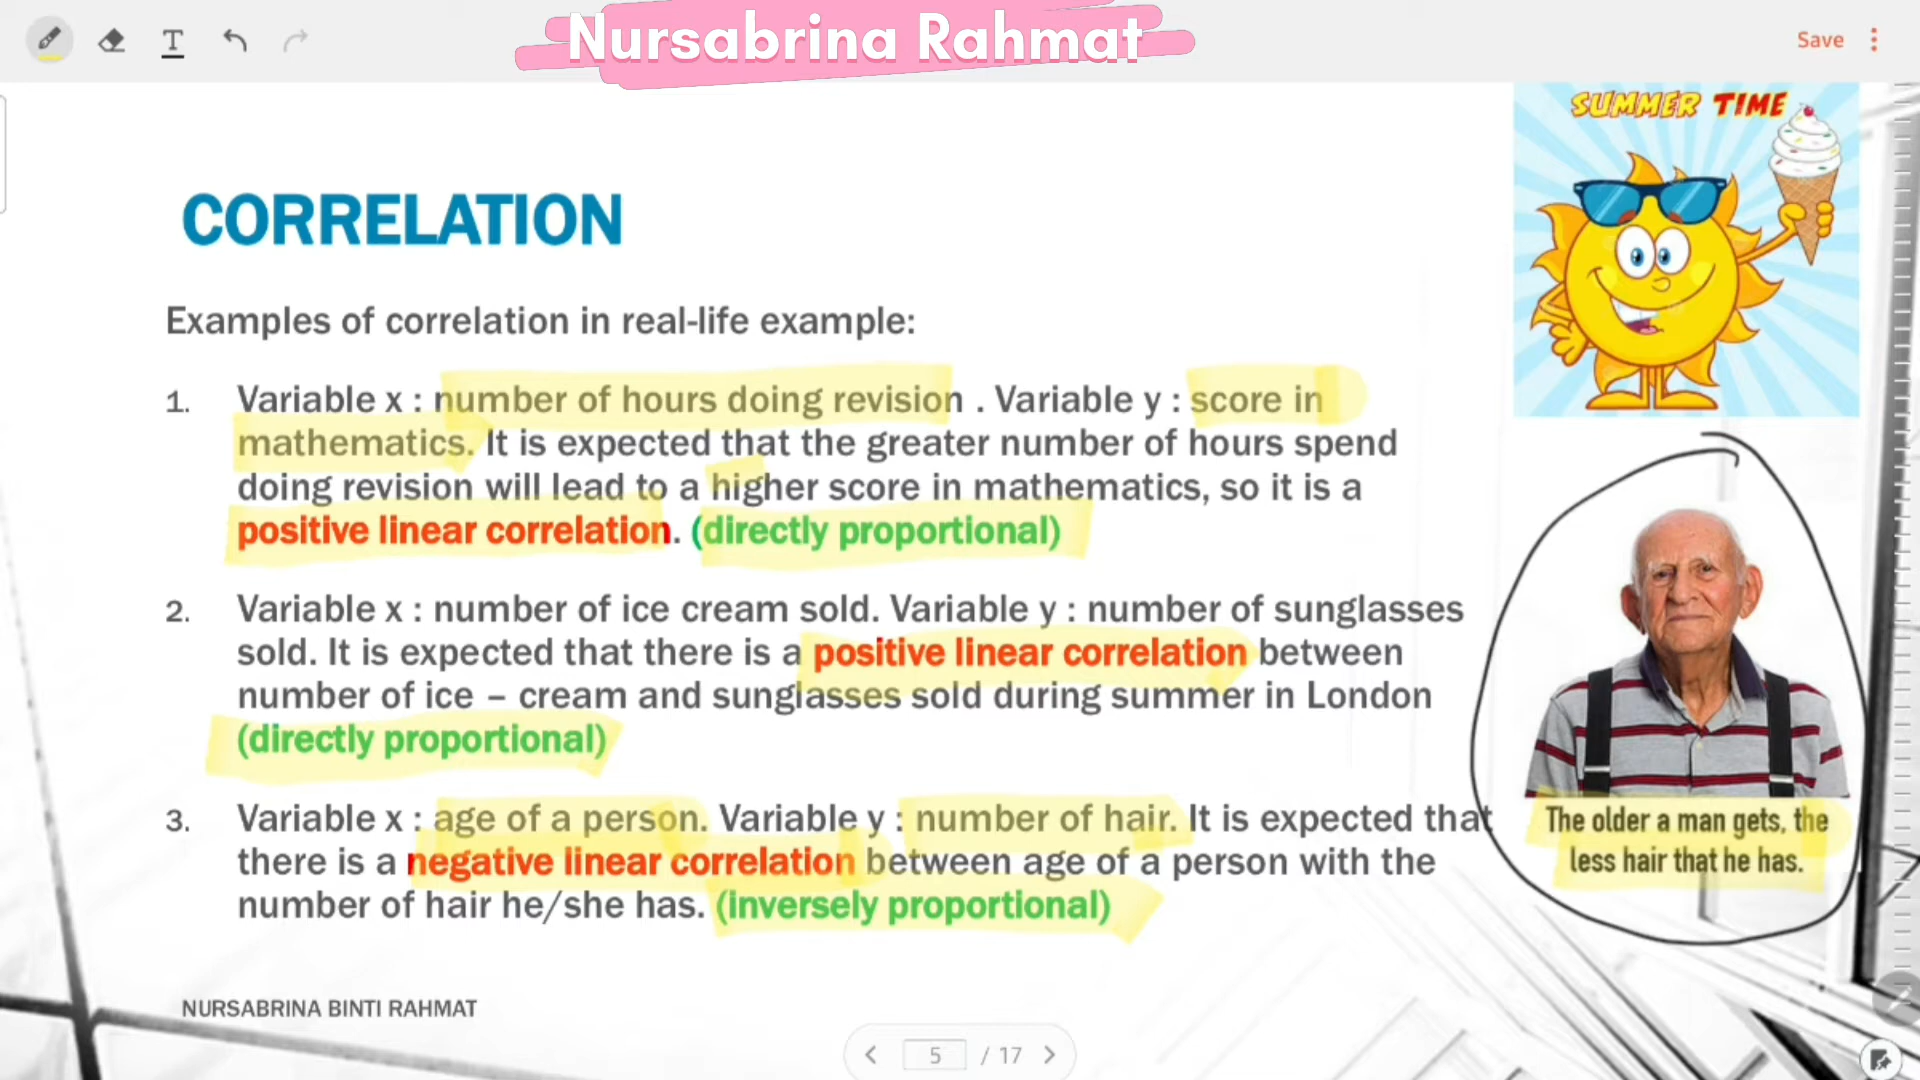 Nursabrina Rahmat
Save
SUMMER TIME
CORRELATION
Examples of correlation in real-life example:
1. Variable x : number of hours doing revision . Variable y : score in
mathematics. It is expected that the greater number of hours spend
doing revision will lead to a higher score in mathematics, so it is a
positive linear correlation. (directly proportional)
2. Variable x : number of ice cream sold. Variable y : number of sunglasses
sold. It is expected that there is a positive linear correlation between
number of ice – cream and sunglasses sold during summer in London
(directly proportional)
3. Variable x : age of a person. Variable y : number of hair. It is expected that
there is a negative linear correlation between age of a person with the
number of hair he/she has. (inversely proportional)
The older a man gets, the
less hair that he has.
NURSABRINA BINTI RAHMAT
5 / 17